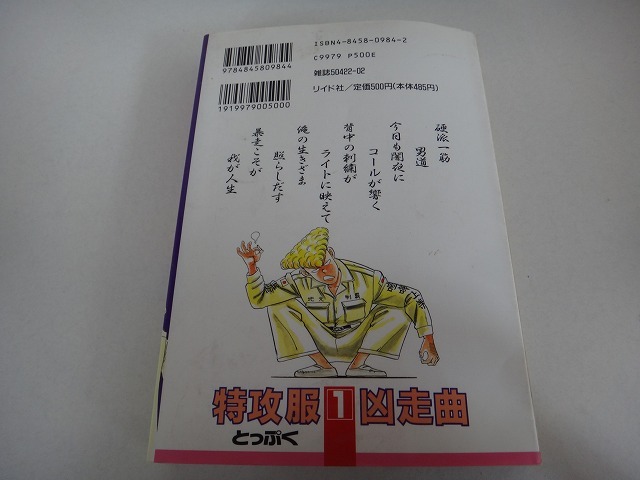 9784845809844
1919979005000
ISBN4-8458-0984-2
C9979 P500E
雑誌50422-02
リイド社/定価500円(本体485円)
硬派一筋
男道
今日も闇夜に
コールが響く
背中の刺繍が
ライトに映えて
俺の生きざま
照らしだす
暴走こそが
我が人生
特攻服1凶走曲
とっぷく